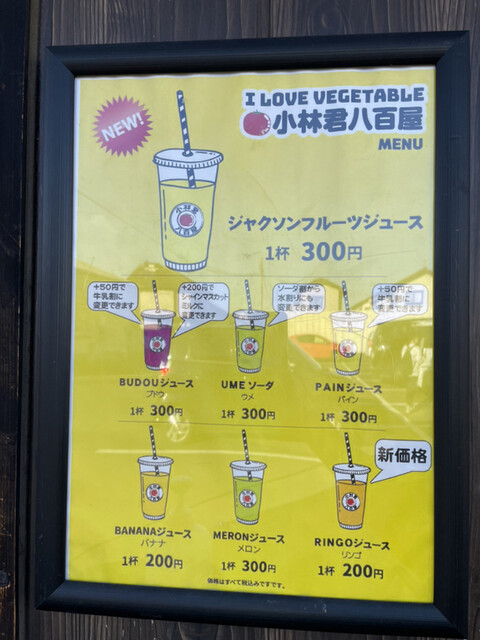 I LOVE VEGETABLE
小林君八百屋
MENU
NEW!
小林君
八百屋
ジャクソンフルーツジュース
1杯 300円
+50円で
牛乳割に
変更できます
+200円で
シャインマスカット
ミルクに
変更できます
ソーダ割から
水割りにも
変更できます
+50円で
牛乳割に
変更できます
BUDOUジュース
ブドウ
1杯 300円
UME ソーダ
ウメ
1杯 300円
PAINジュース
パイン
1杯 300円
新価格
BANANAジュース
バナナ
1杯 200円
MERONジュース
メロン
1杯 300円
RINGOジュース
リンゴ
1杯 200円
価格はすべて税込みですです。